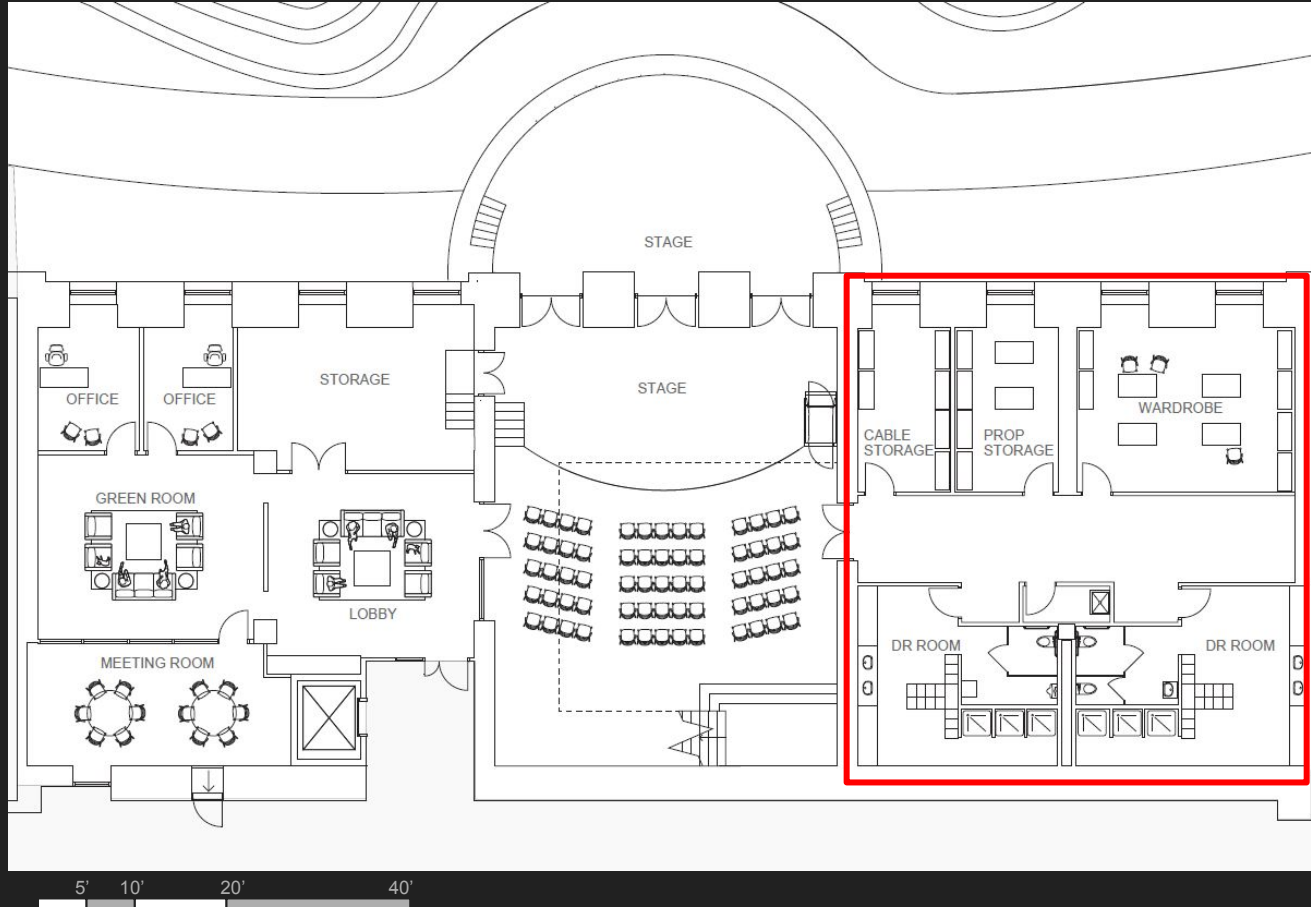 STAGE
STORAGE
STAGE
OFFICE
OFFICE
WARDROBE
CABLE
STORAGE
PROP
STORAGE
GREEN ROOM
LOBBY
MEETING ROOM
DR ROOM
DR ROOM
5’ 10’ 20’ 40’